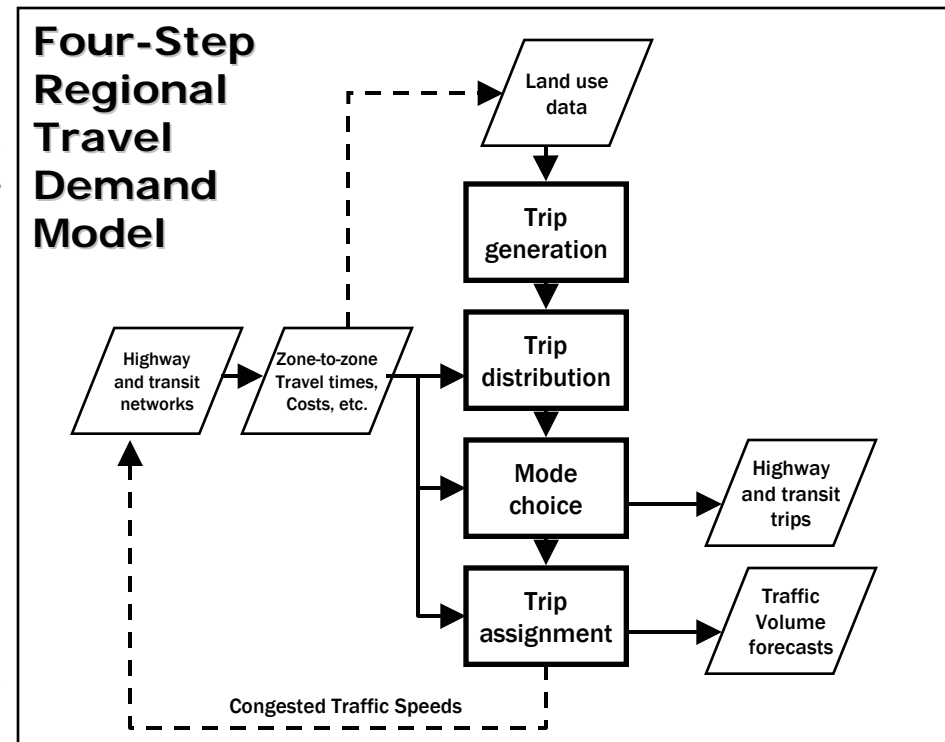 Four-Step
Regional
Travel
Demand
Model
Land use
data
Trip
generation
Trip
distribution
Highway
and transit
networks
Zone-to-zone
Travel times,
Costs, etc.
Mode
choice
Highway
and transit
trips
Trip
assignment
Traffic
Volume
forecasts
Congested Traffic Speeds